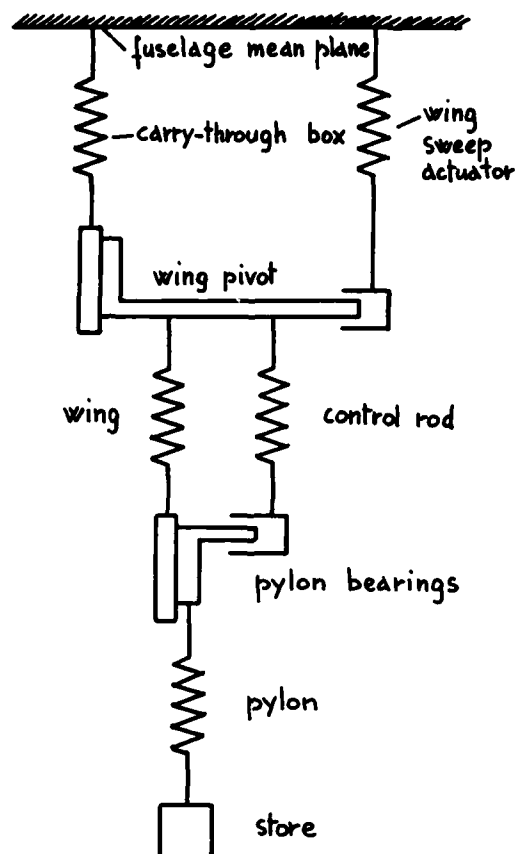 fuselage mean plane
carry-through box
wing
sweep
actuator
wing pivot
wing
control rod
pylon bearings
pylon
store